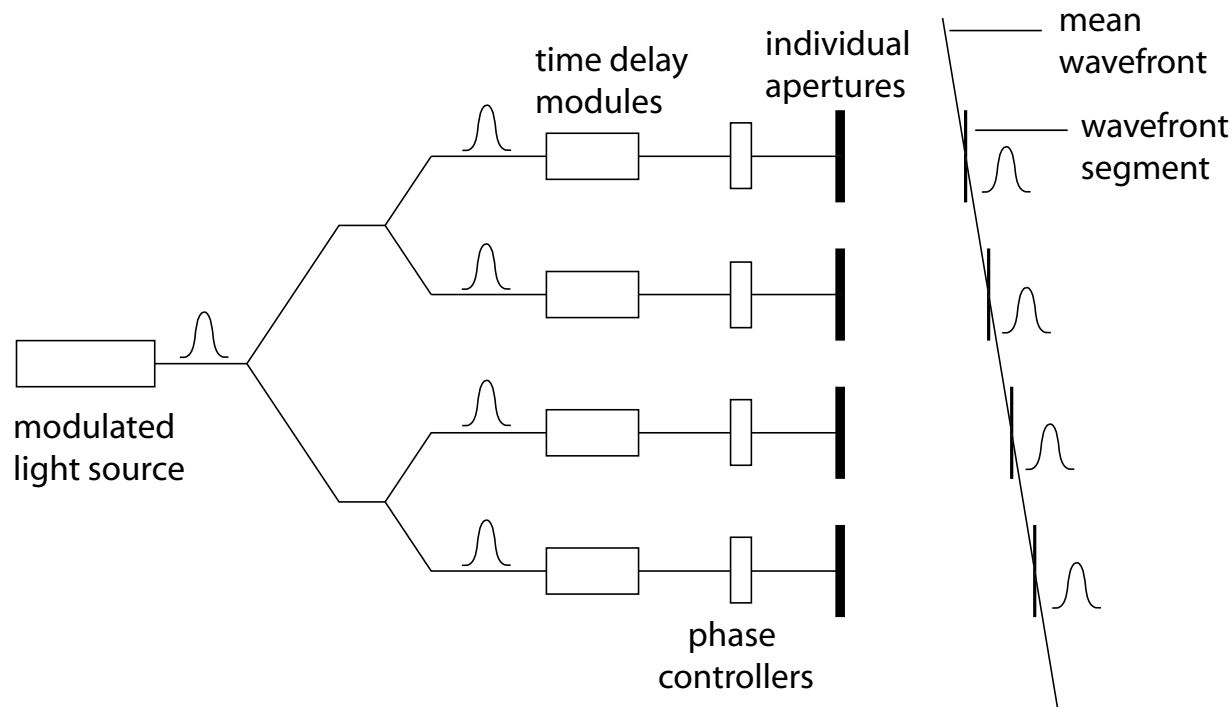 time delay
modules
individual
apertures
mean
wavefront
wavefront
segment
modulated
light source
phase
controllers